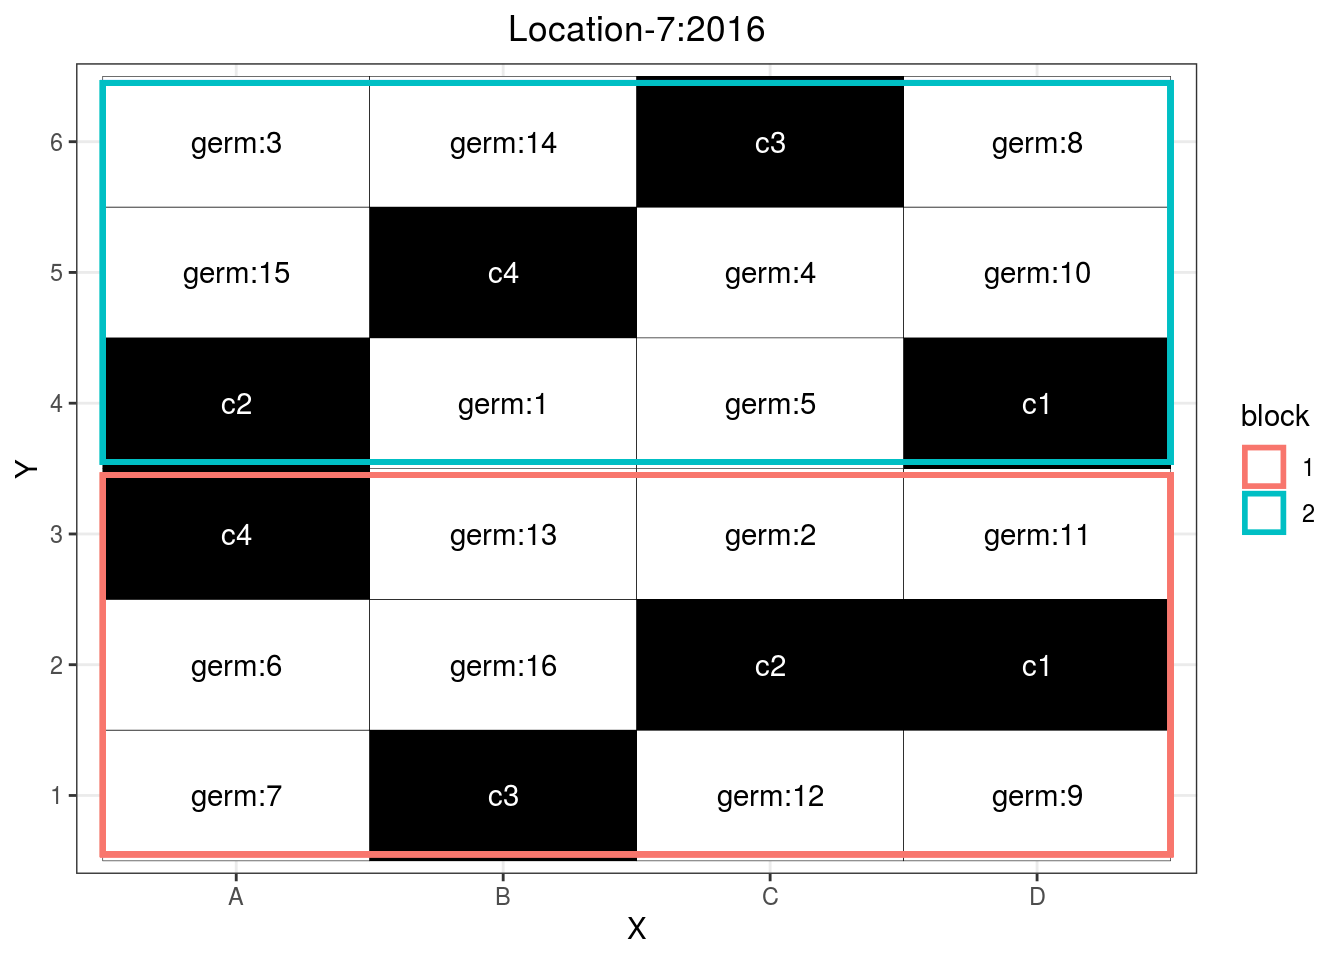 Location-7:2016
6 germ:3 germ:14 c3 germ:8
5 germ:15 c4 germ:4 germ:10
4 c2 germ:1 germ:5 c1
Y
3 c4 germ:13 germ:2 germ:11
2 germ:6 germ:16 c2 c1
1 germ:7 c3 germ:12 germ:9
A B C D
X
block
1
2